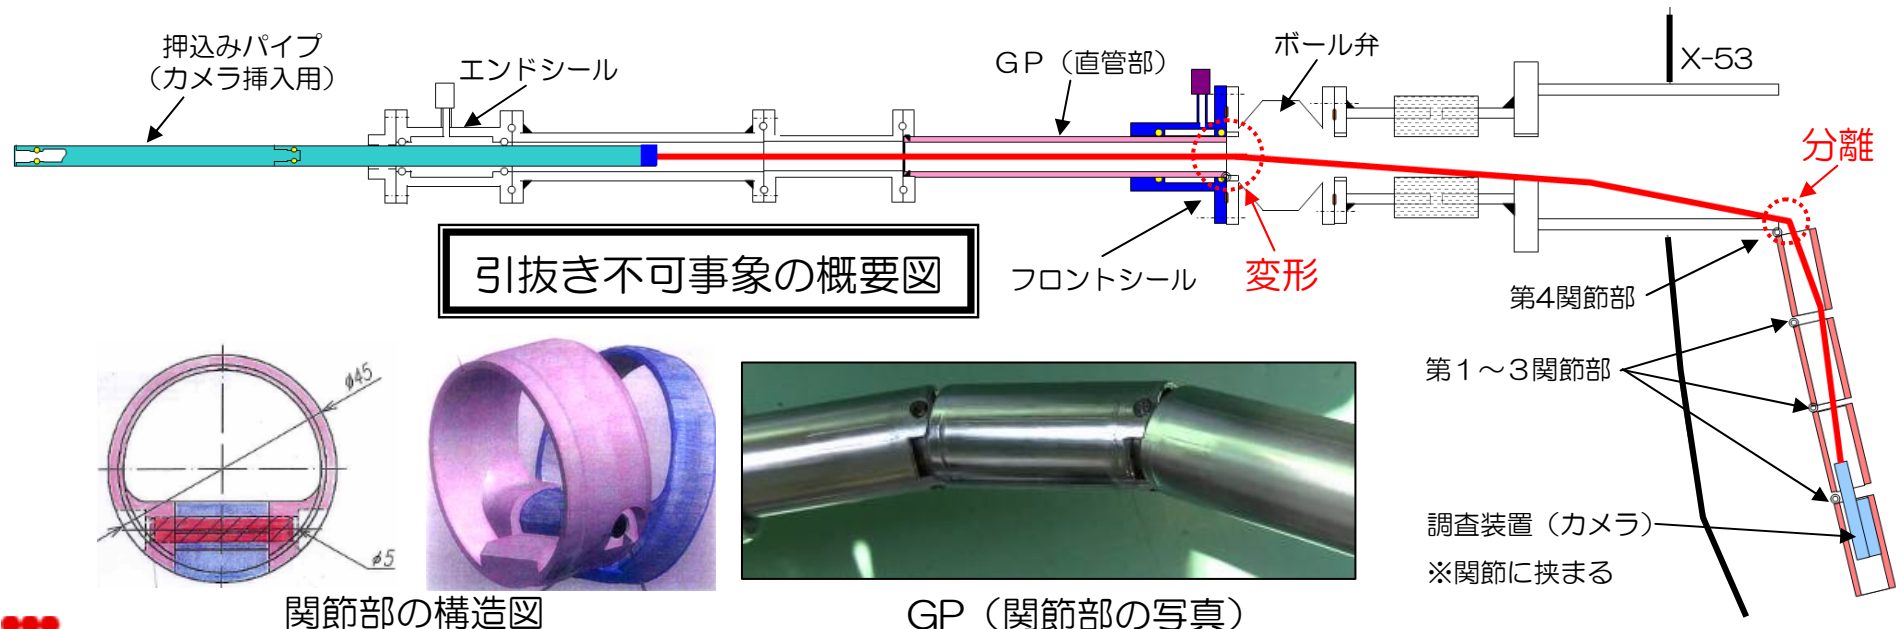 押込みパイプ
（カメラ挿入用）
エンドシール
ＧＰ（直管部）
ボール弁
X-53
分離
引抜き不可事象の概要図
フロントシール
変形
第4関節部
第１～３関節部
調査装置（カメラ）
※関節に挟まる
φ45
φ5
関節部の構造図
GP（関節部の写真）